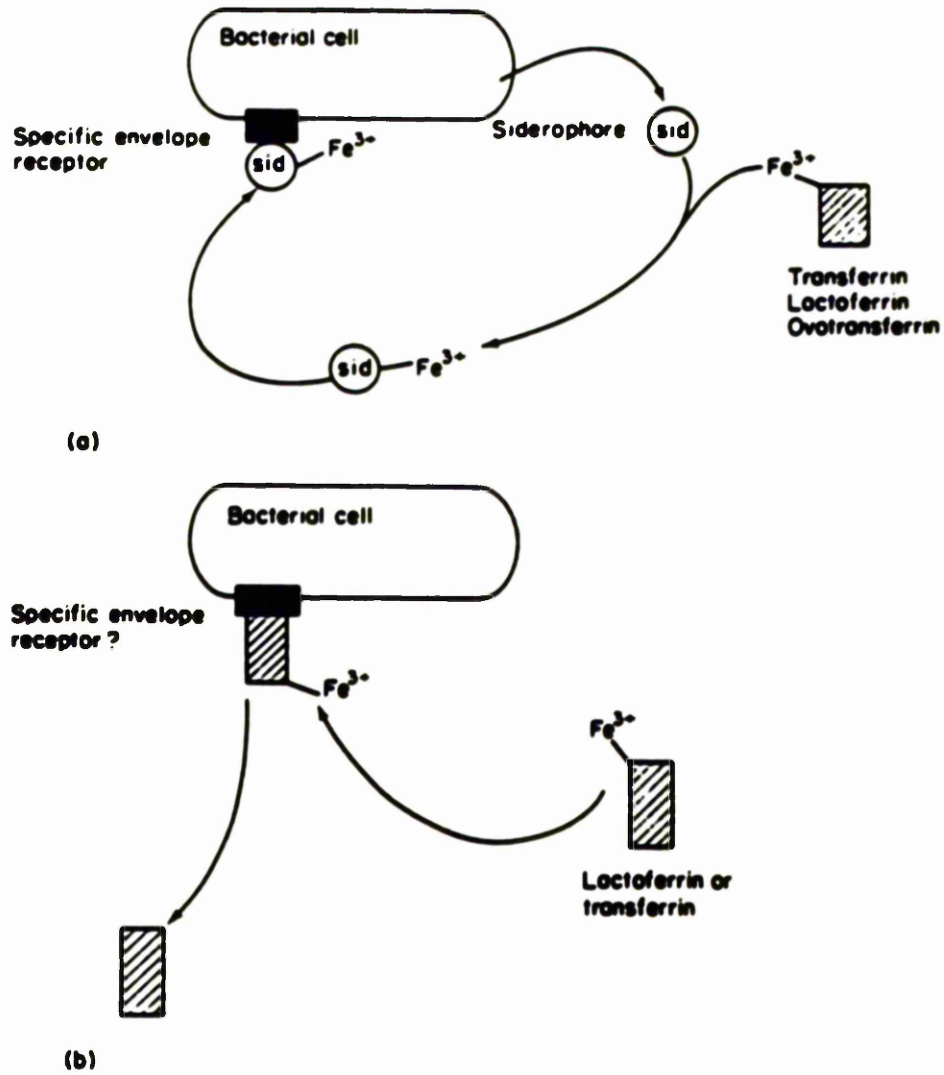 Bacterial cell
Specific envelope
receptor
sid
Fe³⁺
Siderophore
sid
Fe³⁺
Transferrin
Lactoferrin
Ovotransferrin
sid
Fe³⁺
(a)
Bacterial cell
Specific envelope
receptor ?
Fe³⁺
Fe³⁺
Lactoferrin or
transferrin
(b)